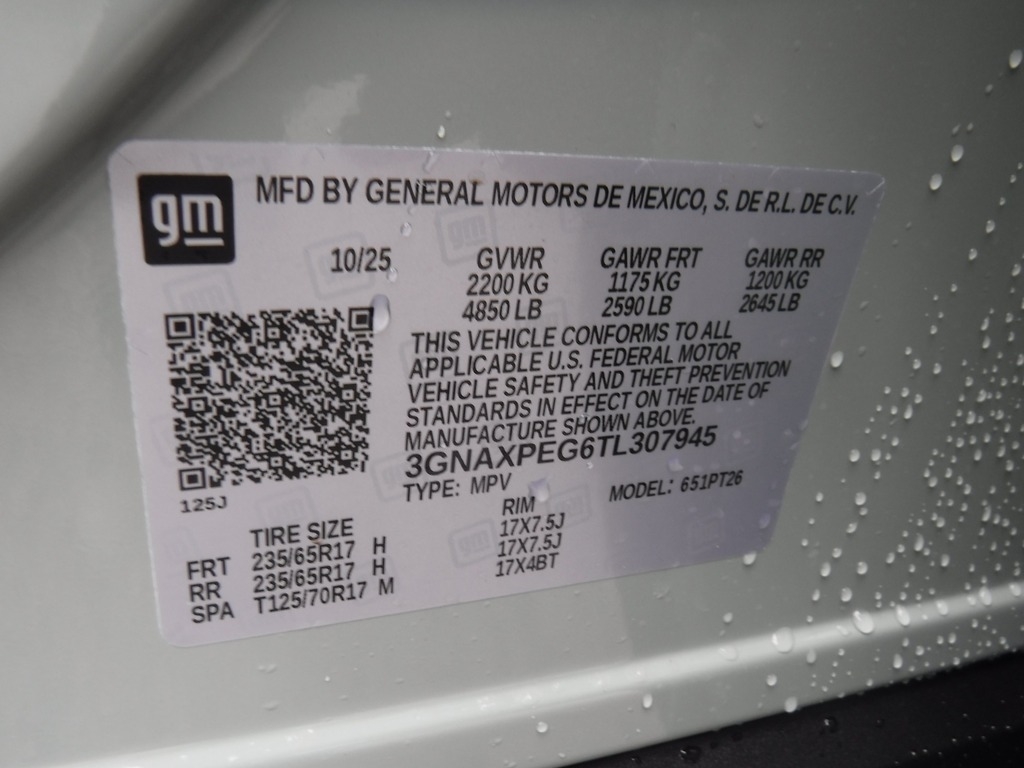 gm
MFD BY GENERAL MOTORS DE MEXICO, S. DE R.L. DE C.V.
10/25 GVWR GAWR FRT GAWR RR
2200 KG 1175 KG 1200 KG
4850 LB 2590 LB 2645 LB
THIS VEHICLE CONFORMS TO ALL
APPLICABLE U.S. FEDERAL MOTOR
VEHICLE SAFETY AND THEFT PREVENTION
STANDARDS IN EFFECT ON THE DATE OF
MANUFACTURE SHOWN ABOVE.
3GNAXPEG6TL307945
TYPE: MPV MODEL: 651PT26
125J
TIRE SIZE RIM
FRT 235/65R17 H 17X7.5J
RR 235/65R17 H 17X7.5J
SPA T125/70R17 M 17X4BT